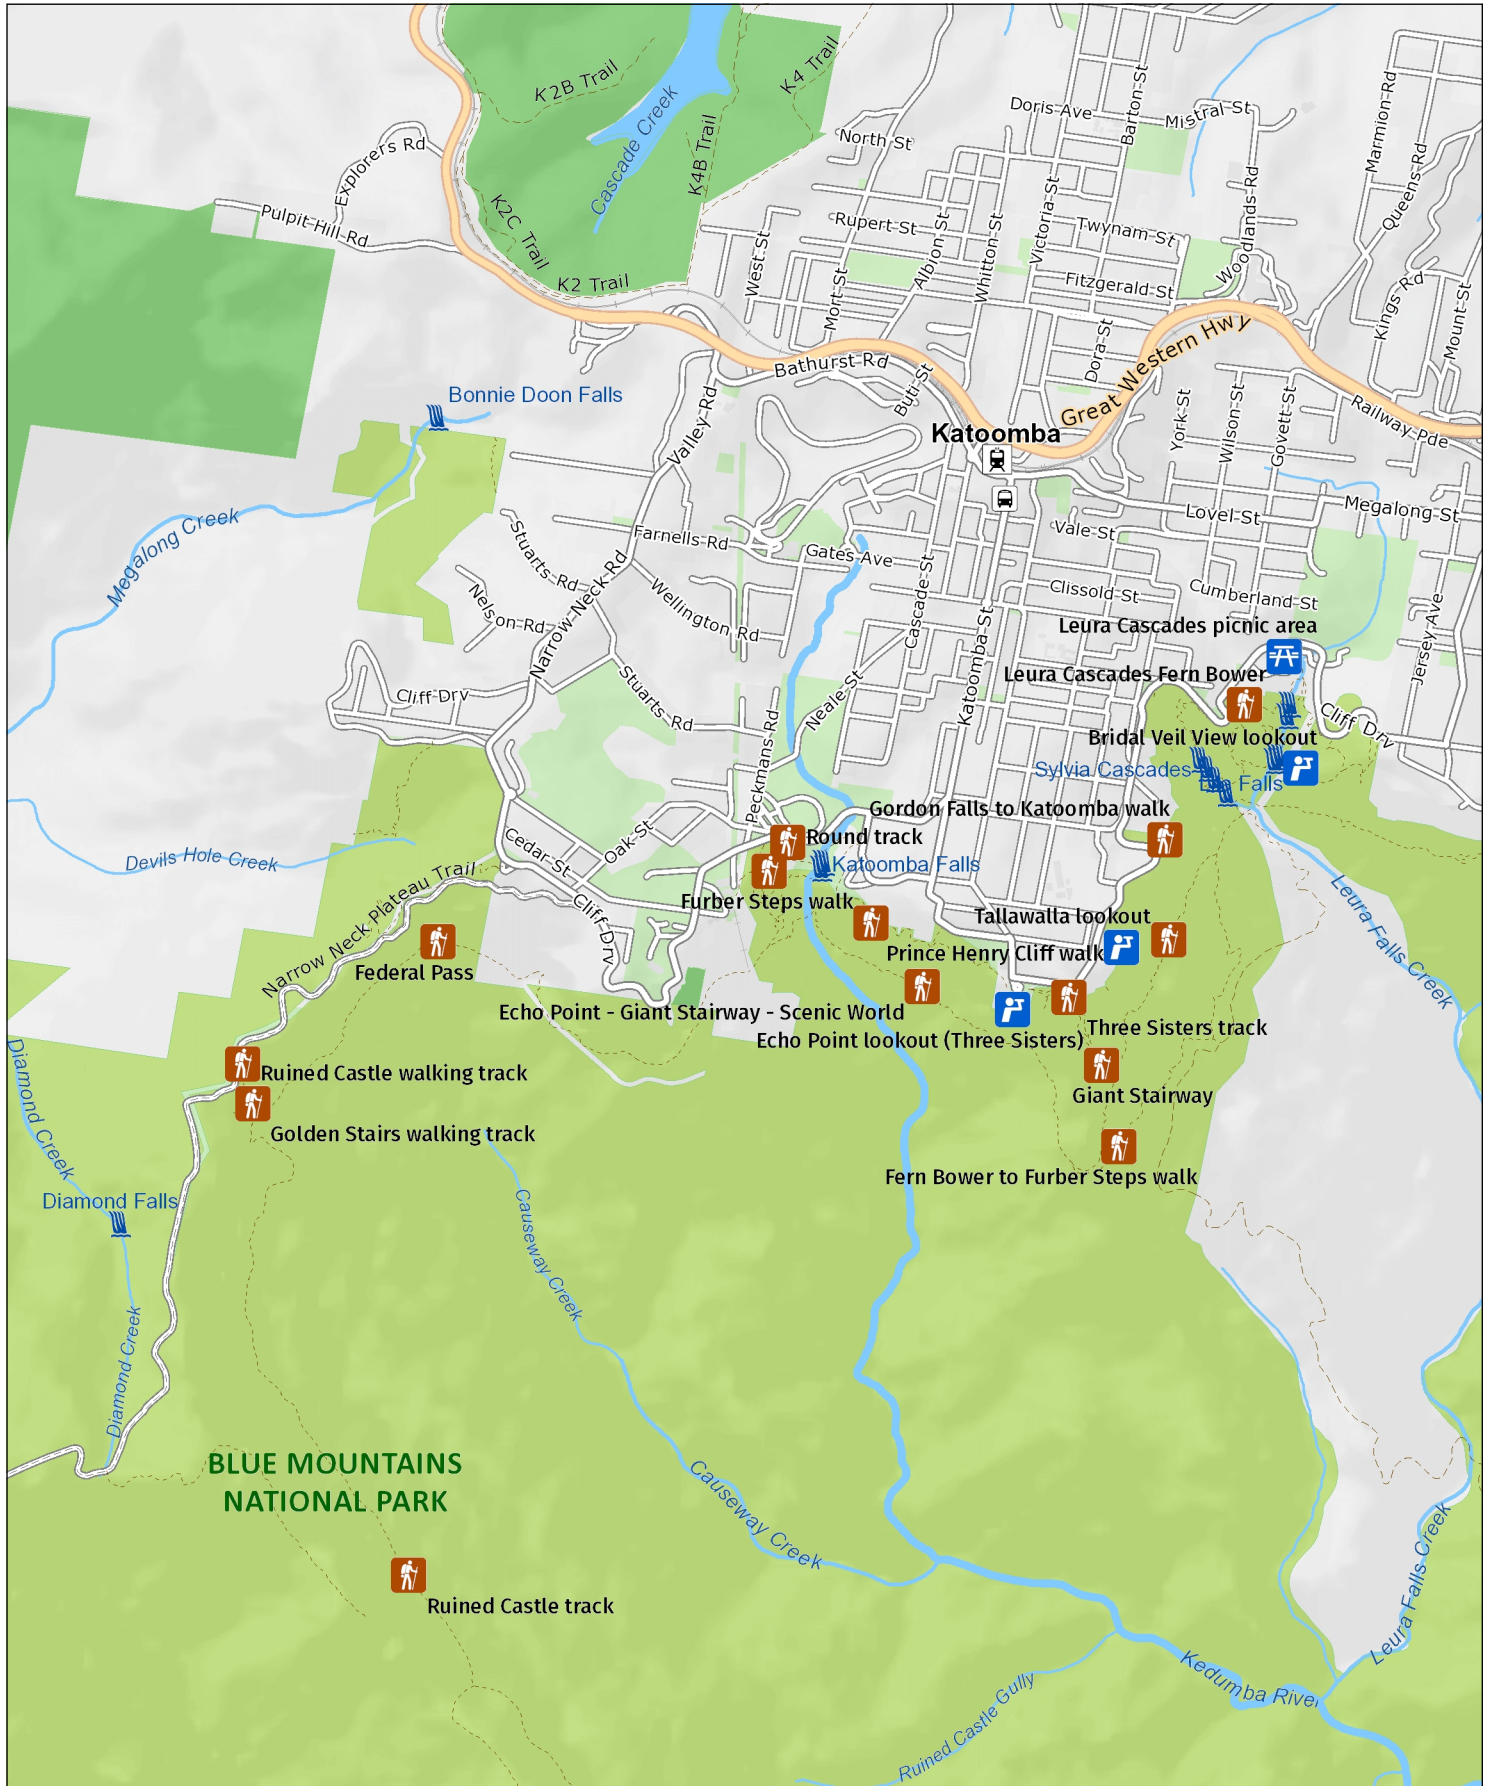 K2B Trail
K4 Trail
Cascade Creek
K4B Trail
Doris Ave
Barton St
Mistral St
Marmion Rd
North St
Explorers Rd
Queens Rd
Pulpit Hill Rd
K2C Trail
K2 Trail
West St
Rupert St
Albion St
Whitton St
Victoria St
Twynam St
Woodlands Rd
Mort St
Fitzgerald St
Kings Rd
Mount St
Great Western Hwy
Dora St
Bathurst Rd
Buti St
Bonnie Doon Falls
Valley Rd
York St
Wilson St
Govett St
Railway Pde
Katoomba
Megalong Creek
Megalong St
Lovel St
Vale St
Farnells Rd
Gates Ave
Stuarts Rd
Narrow Neck Rd
Nelson Rd
Wellington Rd
Cascade St
Clissold St
Cumberland St
Jersey Ave
Leura Cascades picnic area
Katoomba St
Leura Cascades Fern Bower
Cliff Drv
Stuarts Rd
Neale St
Cliff Drv
Peckmans Rd
Bridal Veil View lookout
Sylvia Cascades
Falls
Gordon Falls to Katoomba walk
Round track
Oak St
Cedar St
Devils Hole Creek
Katoomba Falls
Narrow Neck Plateau Trail
Furber Steps walk
Cliff Drv
Tallawalla lookout
Leura Falls Creek
Federal Pass
Prince Henry Cliff walk
Echo Point - Giant Stairway - Scenic World
Three Sisters track
Echo Point lookout (Three Sisters)
Diamond Creek
Ruined Castle walking track
Giant Stairway
Golden Stairs walking track
Fern Bower to Furber Steps walk
Diamond Falls
Causeway Creek
Diamond Creek
BLUE MOUNTAINS
NATIONAL PARK
Causeway Creek
Leura Falls Creek
Ruined Castle track
Kedumba River
Ruined Castle Gully